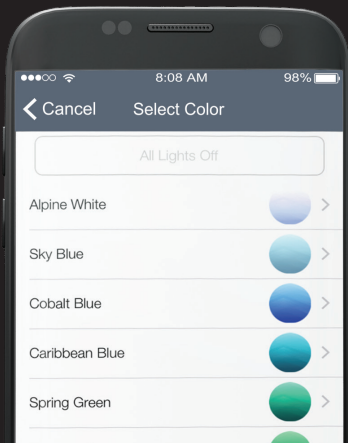 8:08 AM 98%
Cancel Select Color
All Lights Off
Alpine White
Sky Blue
Cobalt Blue
Caribbean Blue
Spring Green